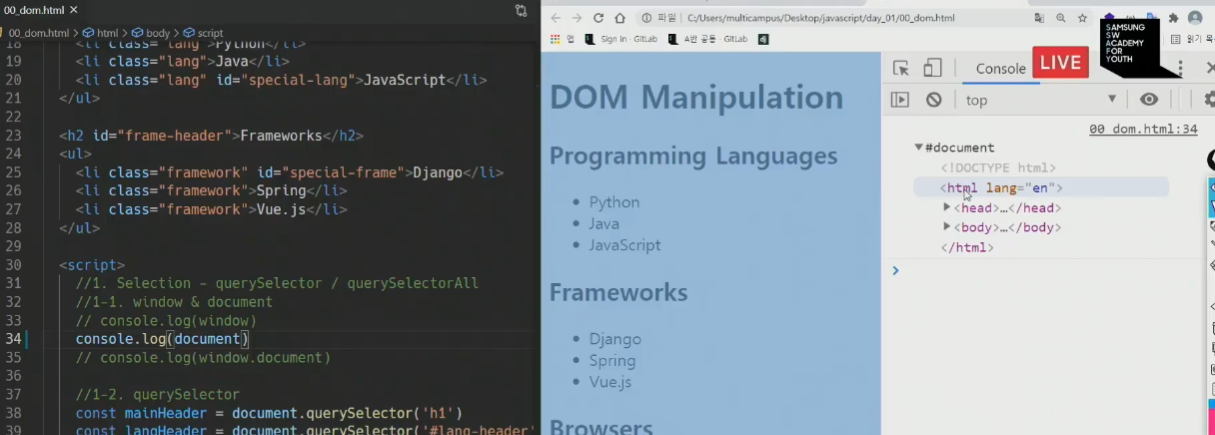 00_dom.html ×
00_dom.html > html > body > script
18 <li class="lang">Python</li>
19 <li class="lang">Java</li>
20 <li class="lang" id="special-lang">JavaScript</li>
21 </ul>
22
23 <h2 id="frame-header">Frameworks</h2>
24 <ul>
25 <li class="framework" id="special-frame">Django</li>
26 <li class="framework">Spring</li>
27 <li class="framework">Vue.js</li>
28 </ul>
29
30 <script>
31 //1. Selection - querySelector / querySelectorAll
32 //1-1. window & document
33 // console.log(window)
34 console.log(document)
35 // console.log(window.document)
36
37 //1-2. querySelector
38 const mainHeader = document.querySelector('h1')
39 const langHeader = document.querySelector('#lang-header'
파일 | C:/Users/multicampus/Desktop/javascript/day_01/00_dom.html
앱 Sign in · GitLab A반 공통 · GitLab
읽기 목
DOM Manipulation
Programming Languages
• Python
• Java
• JavaScript
Frameworks
• Django
• Spring
• Vue.js
Browsers
SAMSUNG
SW
ACADEMY
FOR
YOUTH
Console
LIVE
top
00_dom.html:34
▼#document
<!DOCTYPE html>
<html lang="en">
▶<head>…</head>
▶<body>…</body>
</html>
>